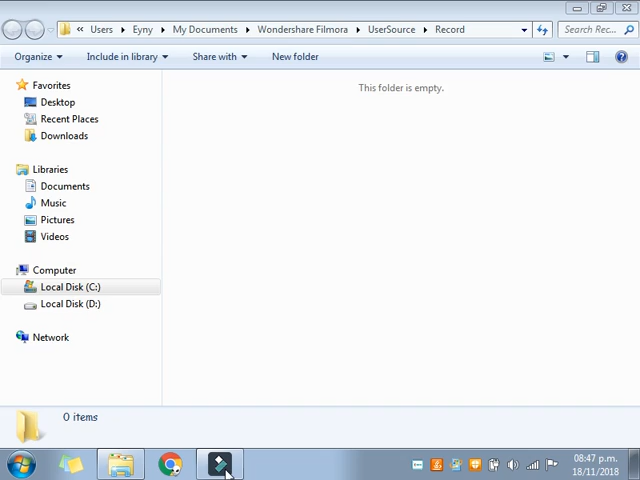 « Users ▸ Eyny ▸ My Documents ▸ Wondershare Filmora ▸ UserSource ▸ Record
Search Rec...
Organize Include in library Share with New folder
This folder is empty.
Favorites
Desktop
Recent Places
Downloads
Libraries
Documents
Music
Pictures
Videos
Computer
Local Disk (C:)
Local Disk (D:)
Network
0 items
08:47 p.m.
18/11/2018